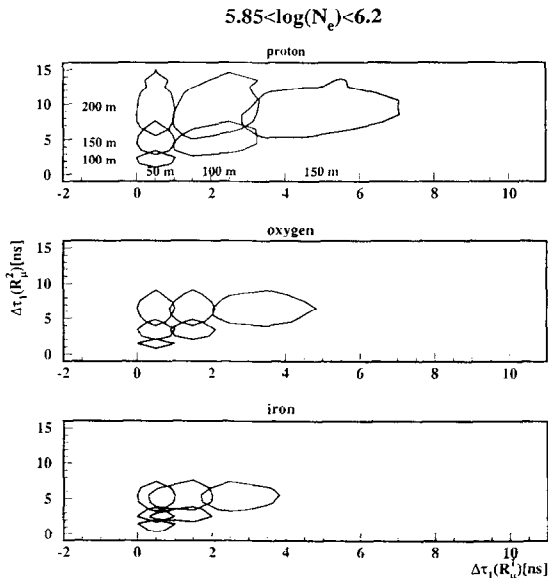 5.85<log(Nₑ)<6.2
proton
15
10
5
0
200 m
150 m
100 m
50 m 100 m 150 m
-2 0 2 4 6 8 10
oxygen
Δτ₁(R²μ)[ns]
15
10
5
0
-2 0 2 4 6 8 10
iron
15
10
5
0
-2 0 2 4 6 8 10
Δτ₁(R¹μ)[ns]